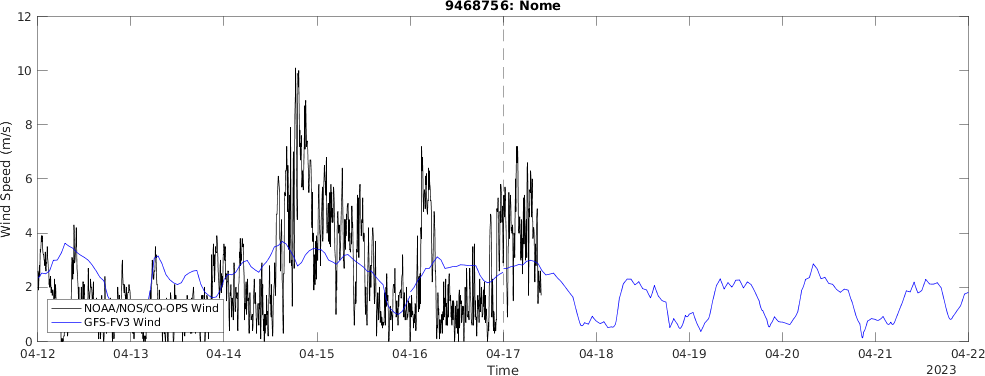 9468756: Nome
12
10
8
6
4
2
0
Wind Speed (m/s)
NOAA/NOS/CO-OPS Wind
GFS-FV3 Wind
04-12 04-13 04-14 04-15 04-16 04-17 04-18 04-19 04-20 04-21 04-22
Time
2023